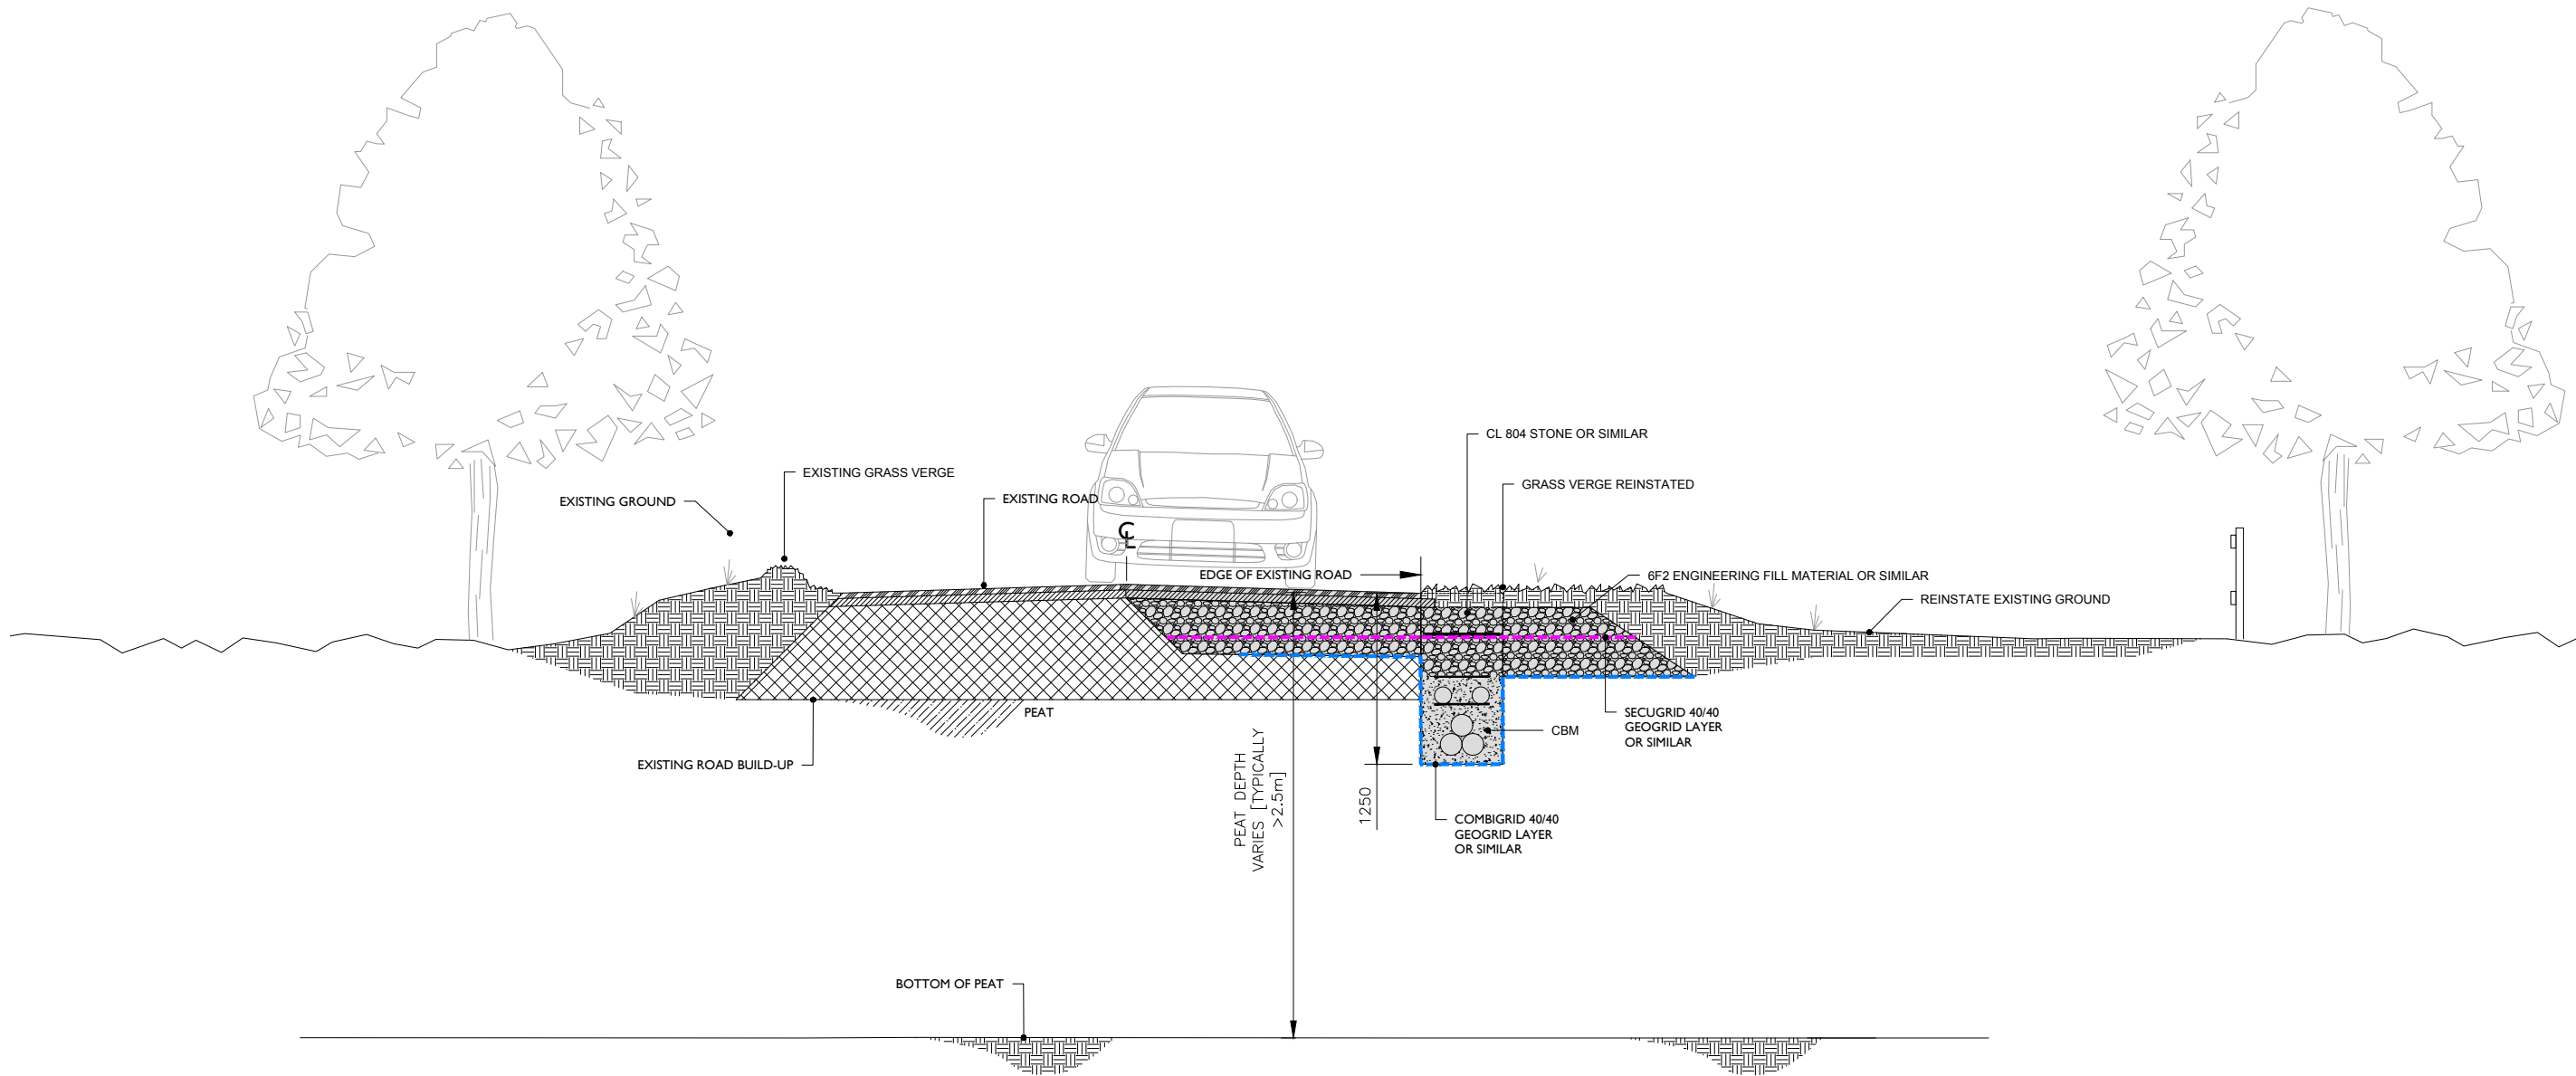 CL 804 STONE OR SIMILAR
EXISTING GRASS VERGE
GRASS VERGE REINSTATED
EXISTING GROUND
EXISTING ROAD
CL
EDGE OF EXISTING ROAD
6F2 ENGINEERING FILL MATERIAL OR SIMILAR
REINSTATE EXISTING GROUND
PEAT
SECUGRID 40/40
GEOGRID LAYER
OR SIMILAR
CBM
EXISTING ROAD BUILD-UP
PEAT DEPTH
VARIES [TYPICALLY
>2.5m]
1250
COMBIGRID 40/40
GEOGRID LAYER
OR SIMILAR
BOTTOM OF PEAT